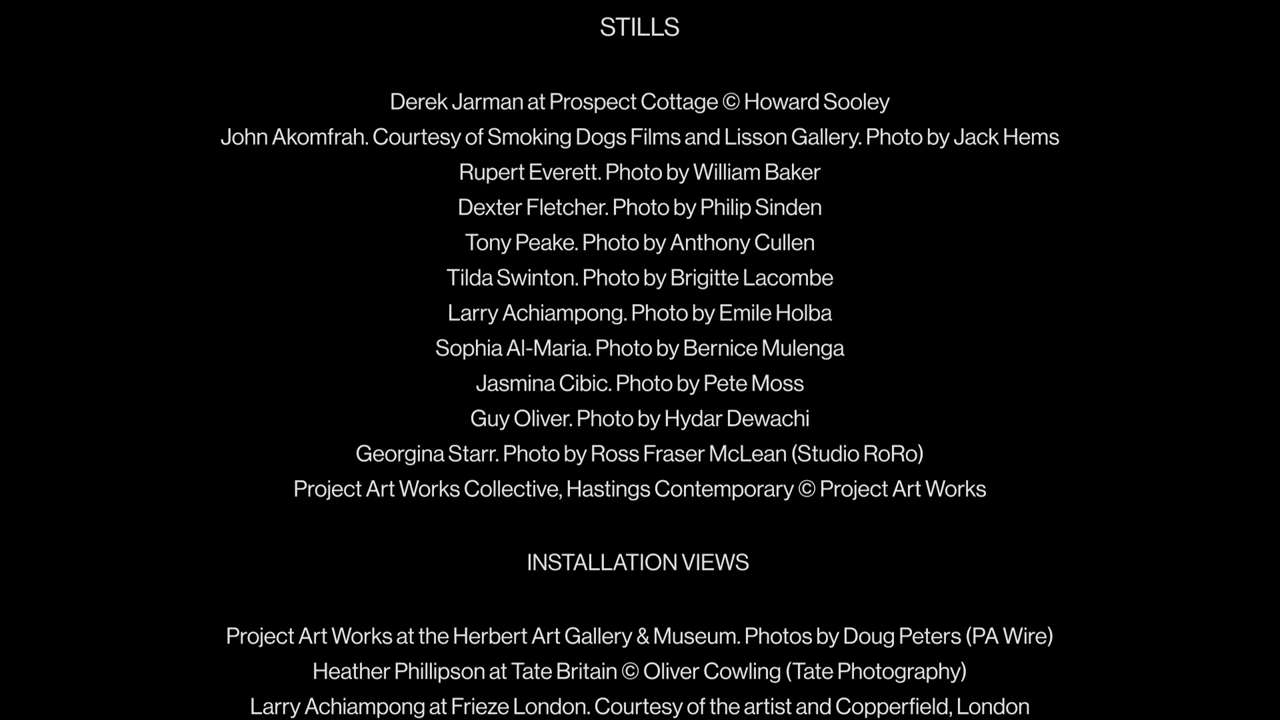 STILLS
Derek Jarman at Prospect Cottage © Howard Sooley
John Akomfrah. Courtesy of Smoking Dogs Films and Lisson Gallery. Photo by Jack Hems
Rupert Everett. Photo by William Baker
Dexter Fletcher. Photo by Philip Sinden
Tony Peake. Photo by Anthony Cullen
Tilda Swinton. Photo by Brigitte Lacombe
Larry Achiampong. Photo by Emile Holba
Sophia Al-Maria. Photo by Bernice Mulenga
Jasmina Cibic. Photo by Pete Moss
Guy Oliver. Photo by Hydar Dewachi
Georgina Starr. Photo by Ross Fraser McLean (Studio RoRo)
Project Art Works Collective, Hastings Contemporary © Project Art Works
INSTALLATION VIEWS
Project Art Works at the Herbert Art Gallery & Museum. Photos by Doug Peters (PA Wire)
Heather Phillipson at Tate Britain © Oliver Cowling (Tate Photography)
Larry Achiampong at Frieze London. Courtesy of the artist and Copperfield, London